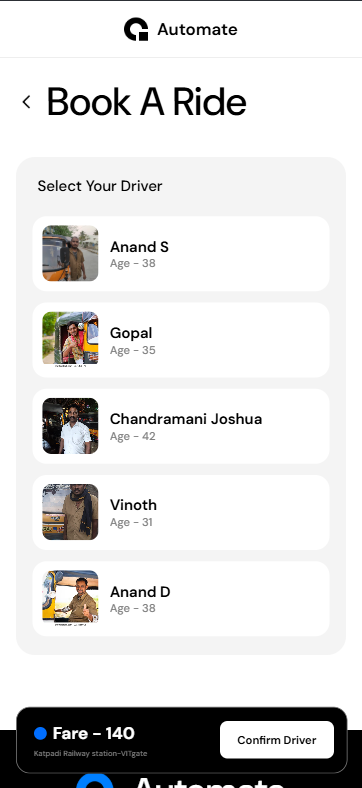 Automate
Book A Ride
Select Your Driver
Anand S
Age - 38
Gopal
Age - 35
Chandramani Joshua
Age - 42
Vinoth
Age - 31
Anand D
Age - 38
Fare - 140
Katpadi Railway station-VITgate
Confirm Driver
Automate